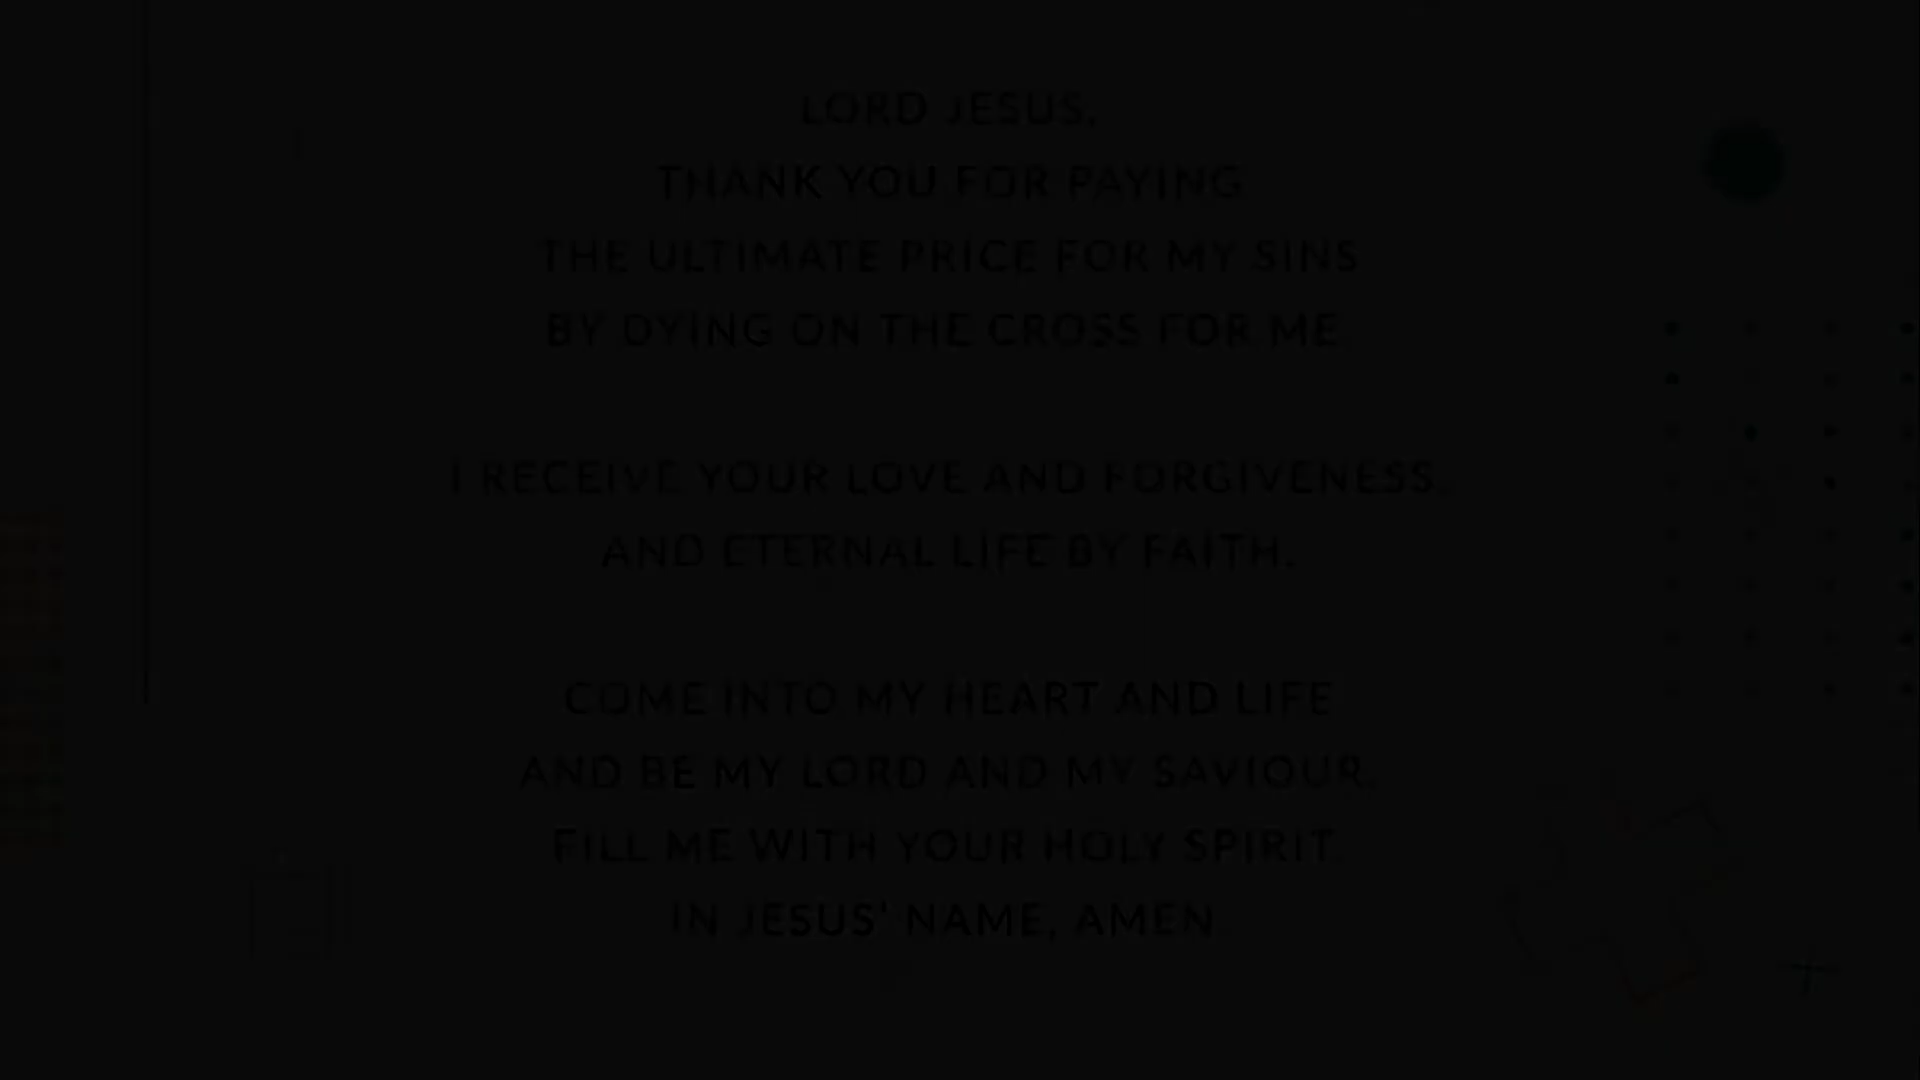 LORD JESUS,
THANK YOU FOR PAYING
THE ULTIMATE PRICE FOR MY SINS
BY DYING ON THE CROSS FOR ME.
I RECEIVE YOUR LOVE AND FORGIVENESS,
AND ETERNAL LIFE BY FAITH.
COME INTO MY HEART AND LIFE
AND BE MY LORD AND MY SAVIOUR.
FILL ME WITH YOUR HOLY SPIRIT.
IN JESUS' NAME, AMEN.